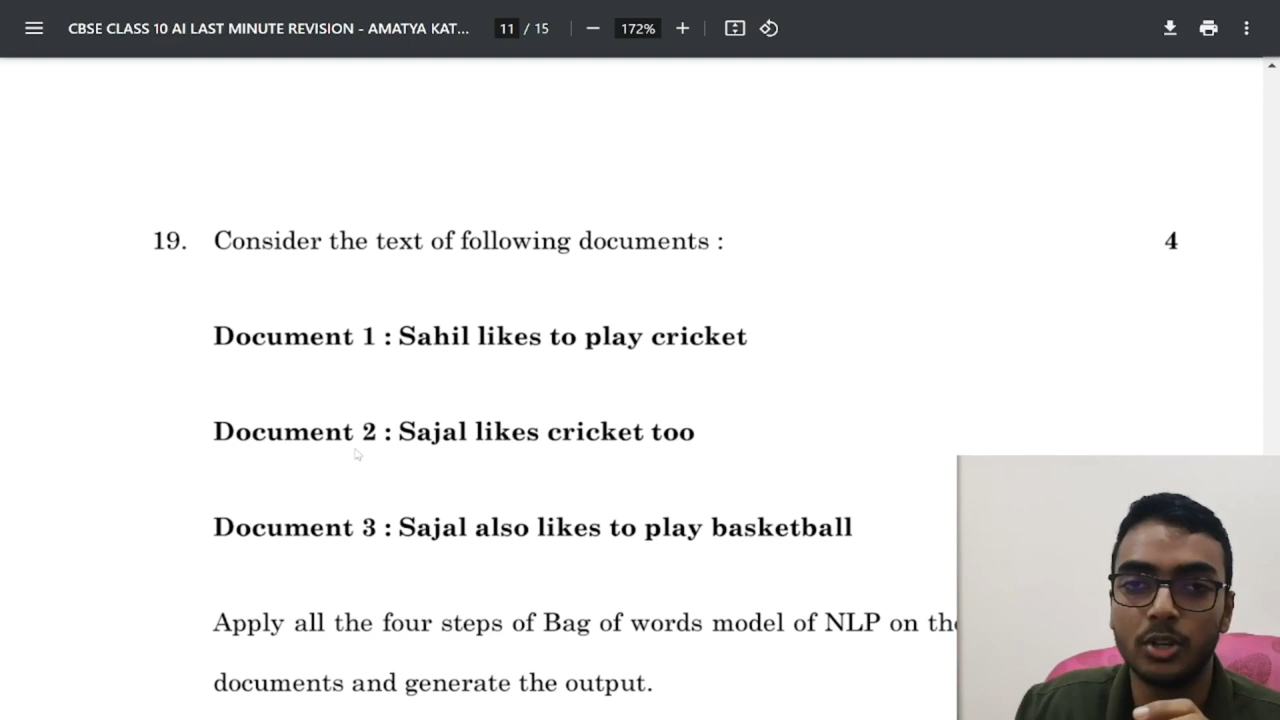 CBSE CLASS 10 AI LAST MINUTE REVISION - AMATYA KAT...
11 / 15
172%
19. Consider the text of following documents : 4
Document 1 : Sahil likes to play cricket
Document 2 : Sajal likes cricket too
Document 3 : Sajal also likes to play basketball
Apply all the four steps of Bag of words model of NLP on
documents and generate the output.